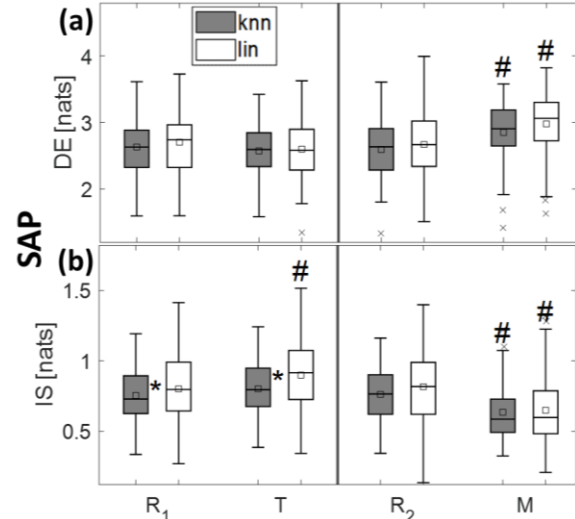 (a)
knn
lin
4
3
2
DE [nats]
# #
SAP
(b)
1.5
1
0.5
IS [nats]
* * # # #
R₁ T R₂ M